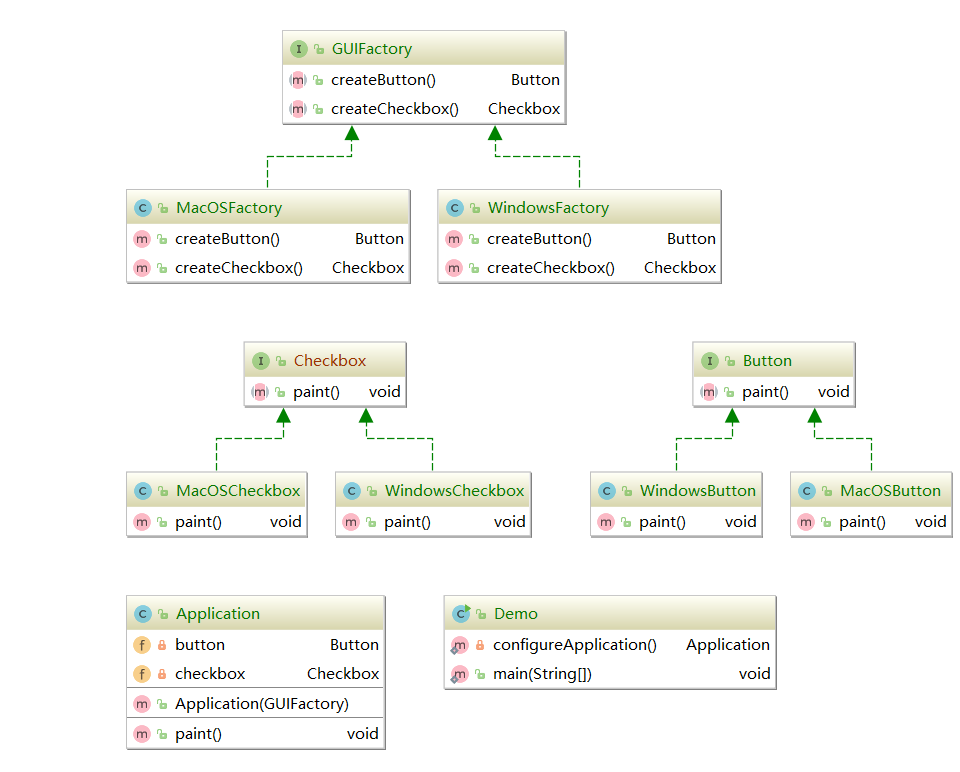 I GUIFactory
m createButton() Button
m createCheckbox() Checkbox
C MacOSFactory
m createButton() Button
m createCheckbox() Checkbox
C WindowsFactory
m createButton() Button
m createCheckbox() Checkbox
I Checkbox
m paint() void
I Button
m paint() void
C MacOSCheckbox
m paint() void
C WindowsCheckbox
m paint() void
C WindowsButton
m paint() void
C MacOSButton
m paint() void
C Application
f button Button
f checkbox Checkbox
m Application(GUIFactory)
m paint() void
C Demo
m configureApplication() Application
m main(String[]) void